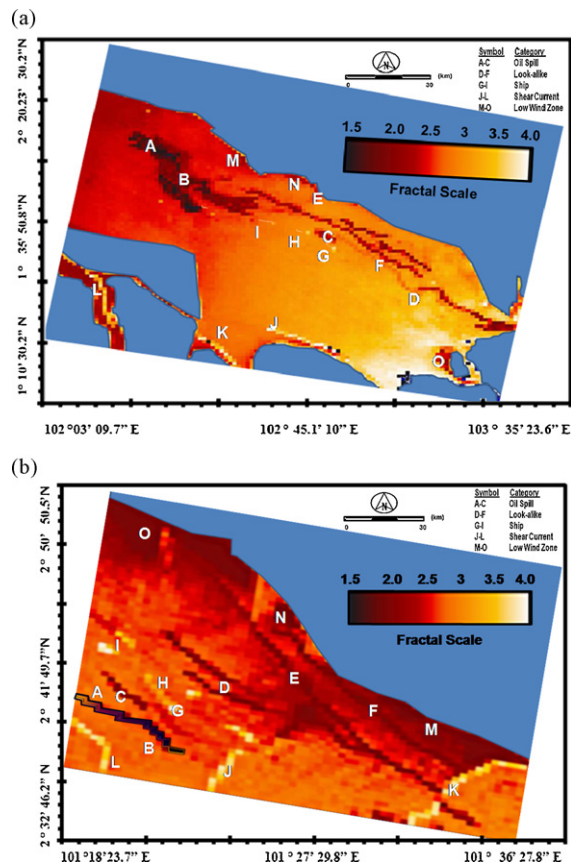 (a)
Symbol Category
A-C Oil Spill
D-F Look-alike
G-I Ship
J-L Shear Current
M-O Low Wind Zone
N
0 30 (km)
1.5 2.0 2.5 3 3.5 4.0
Fractal Scale
A
B
M
N
E
I
H
C
G
F
D
L
K
J
O
1° 10' 30.2'' N 1° 35' 50.8'' N 2° 20.23' 30.2'' N
102° 03' 09.7'' E 102° 45.1' 10'' E 103° 35' 23.6'' E
(b)
Symbol Category
A-C Oil Spill
D-F Look-alike
G-I Ship
J-L Shear Current
M-O Low Wind Zone
N
0 30 (km)
1.5 2.0 2.5 3 3.5 4.0
Fractal Scale
O
N
I
A
C
H
G
D
E
F
M
B
L
J
K
2° 32' 46.2'' N 2° 41' 49.7'' N 2° 50' 50.5' N
101° 18' 23.7'' E 101° 27' 29.8'' E 101° 36' 27.8'' E